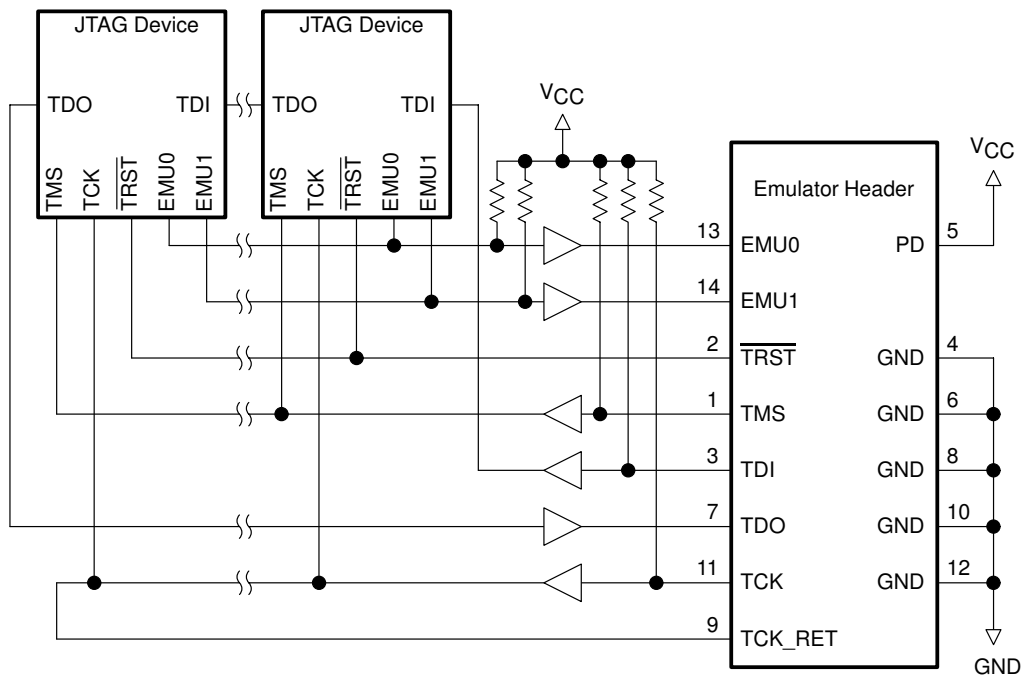 JTAG Device
JTAG Device
TDO TDI
TDO TDI
TMS
TCK
TRST
EMU0
EMU1
TMS
TCK
TRST
EMU0
EMU1
VCC
VCC
Emulator Header
13 EMU0 PD 5
14 EMU1
2 TRST GND 4
1 TMS GND 6
3 TDI GND 8
7 TDO GND 10
11 TCK GND 12
9 TCK_RET
GND